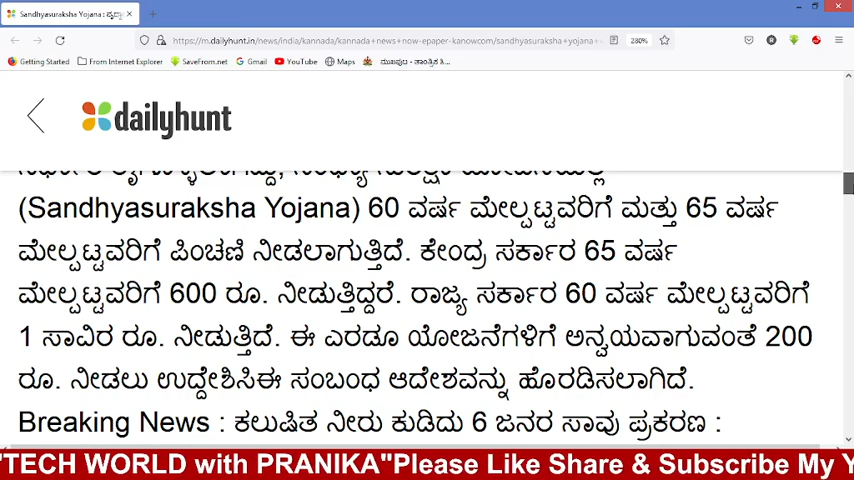 Sandhyasuraksha Yojana :
https://m.dailyhunt.in/news/india/kannada/kannada+news+now-epaper-kanowcom/sandhyasuraksha+yojana+
280%
Getting Started
From Internet Explorer
SaveFrom.net
Gmail
YouTube
Maps
ಮುಖಪುಟ - ತಾಂತ್ರಿಕ ಸಿ...
dailyhunt
(Sandhyasuraksha Yojana) 60 ವರ್ಷ ಮೇಲ್ಪಟ್ಟವರಿಗೆ ಮತ್ತು 65 ವರ್ಷ
ಮೇಲ್ಪಟ್ಟವರಿಗೆ ಪಿಂಚಣಿ ನೀಡಲಾಗುತ್ತಿದೆ. ಕೇಂದ್ರ ಸರ್ಕಾರ 65 ವರ್ಷ
ಮೇಲ್ಪಟ್ಟವರಿಗೆ 600 ರೂ. ನೀಡುತ್ತಿದ್ದರೆ. ರಾಜ್ಯ ಸರ್ಕಾರ 60 ವರ್ಷ ಮೇಲ್ಪಟ್ಟವರಿಗೆ
1 ಸಾವಿರ ರೂ. ನೀಡುತ್ತಿದೆ. ಈ ಎರಡೂ ಯೋಜನೆಗಳಿಗೆ ಅನ್ವಯವಾಗುವಂತೆ 200
ರೂ. ನೀಡಲು ಉದ್ದೇಶಿಸಿಈ ಸಂಬಂಧ ಆದೇಶವನ್ನು ಹೊರಡಿಸಲಾಗಿದೆ.
Breaking News : ಕಲುಷಿತ ನೀರು ಕುಡಿದು 6 ಜನರ ಸಾವು ಪ್ರಕರಣ :
"TECH WORLD with PRANIKA"Please Like Share & Subscribe My Y